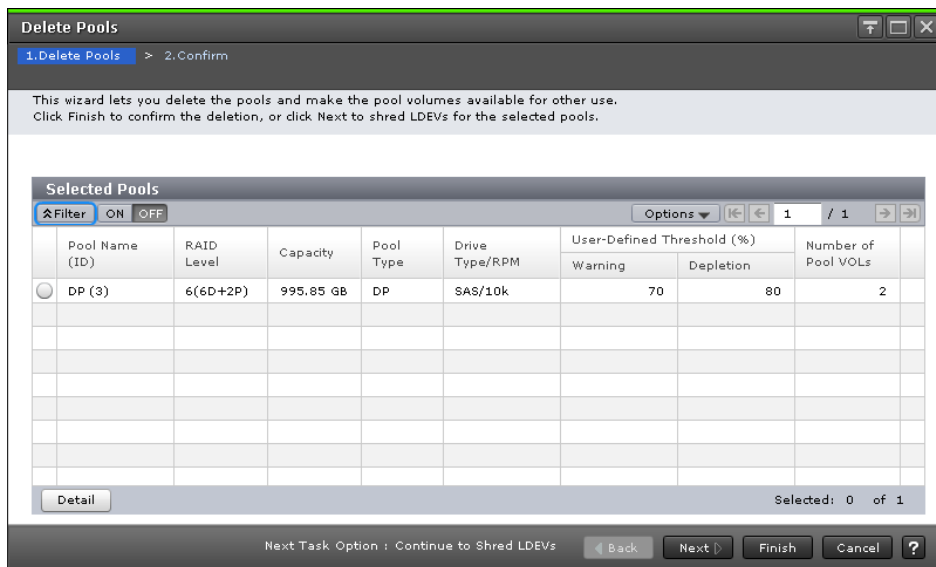 Delete Pools
1.Delete Pools > 2.Confirm
This wizard lets you delete the pools and make the pool volumes available for other use.
Click Finish to confirm the deletion, or click Next to shred LDEVs for the selected pools.
Selected Pools
Filter ON OFF Options 1 / 1
Pool Name (ID) RAID Level Capacity Pool Type Drive Type/RPM User-Defined Threshold (%) Warning Depletion Number of Pool VOLs
DP (3) 6(6D+2P) 995.85 GB DP SAS/10k 70 80 2
Detail Selected: 0 of 1
Next Task Option : Continue to Shred LDEVs Back Next Finish Cancel ?